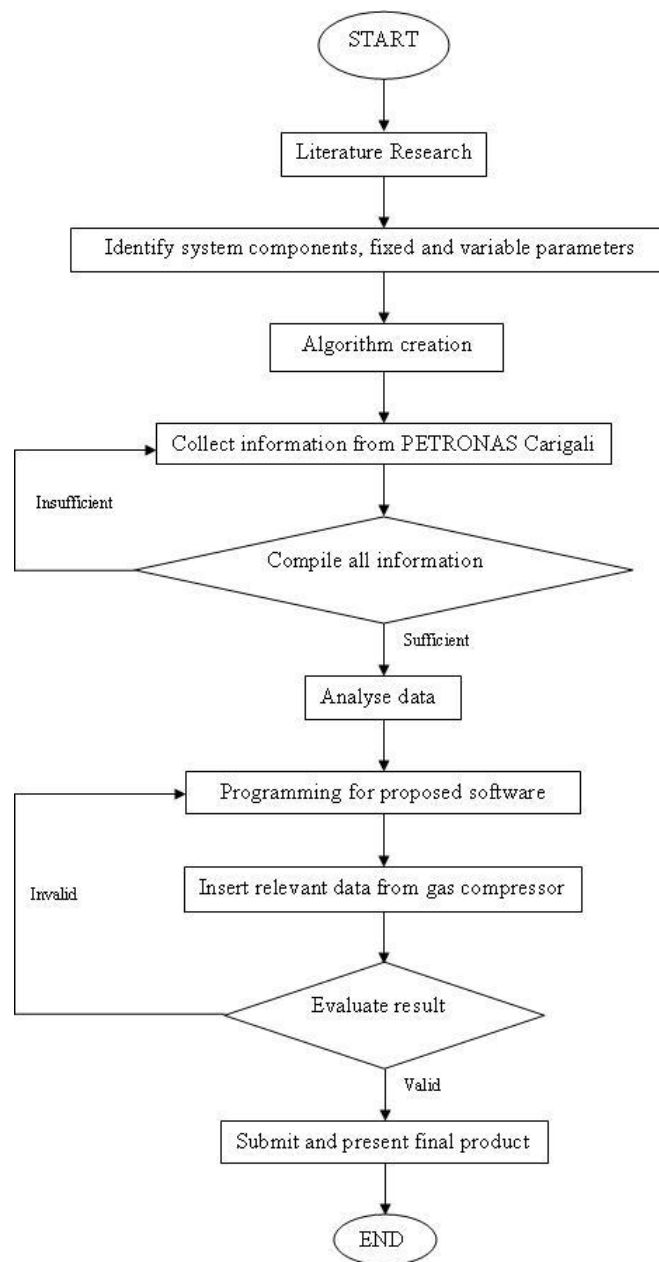 START
Literature Research
Identify system components, fixed and variable parameters
Algorithm creation
Collect information from PETRONAS Carigali
Insufficient
Compile all information
Sufficient
Analyse data
Programming for proposed software
Insert relevant data from gas compressor
Invalid
Evaluate result
Valid
Submit and present final product
END